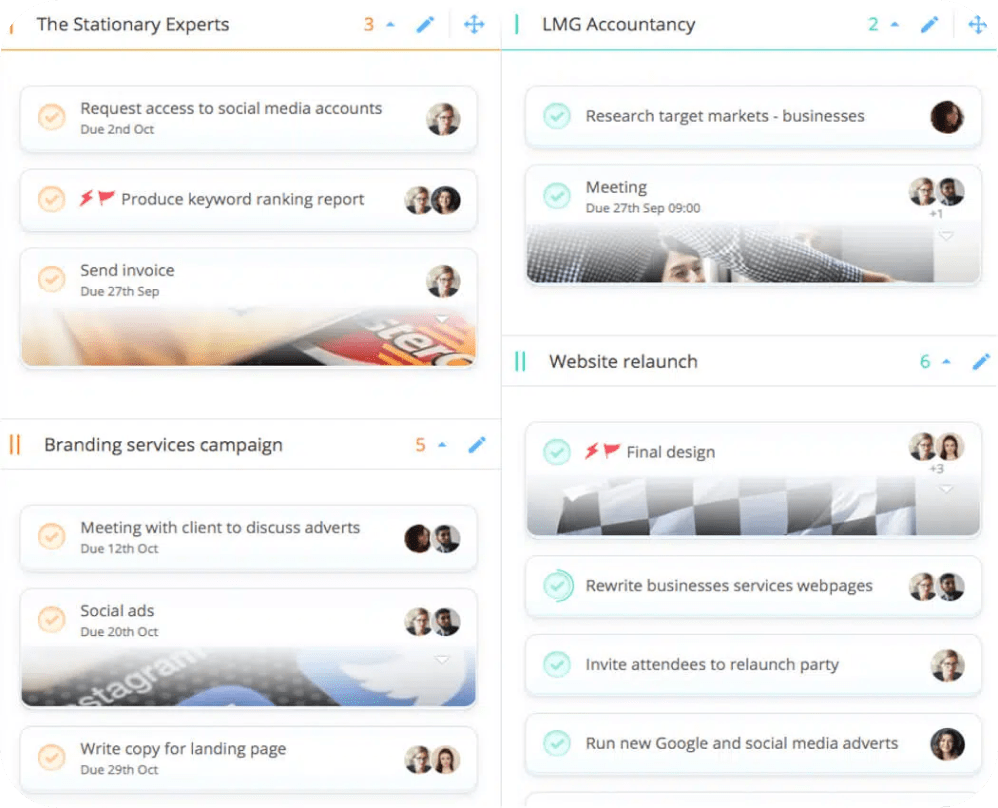 The Stationary Experts
3
Request access to social media accounts
Due 2nd Oct
Produce keyword ranking report
Send invoice
Due 27th Sep
Branding services campaign
5
Meeting with client to discuss adverts
Due 12th Oct
Social ads
Due 20th Oct
stagram
Write copy for landing page
Due 29th Oct
LMG Accountancy
2
Research target markets - businesses
Meeting
Due 27th Sep 09:00
+1
Website relaunch
6
Final design
+3
Rewrite businesses services webpages
Invite attendees to relaunch party
Run new Google and social media adverts